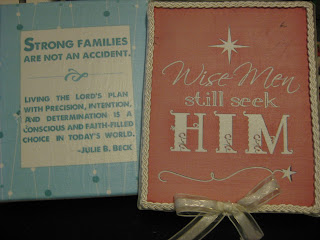 STRONG FAMILIES
ARE NOT AN ACCIDENT.
LIVING THE LORD'S PLAN
WITH PRECISION, INTENTION,
AND DETERMINATION IS A
CONSCIOUS AND FAITH-FILLED
CHOICE IN TODAY'S WORLD.
-JULIE B. BECK
Wise Men
still seek
HIM